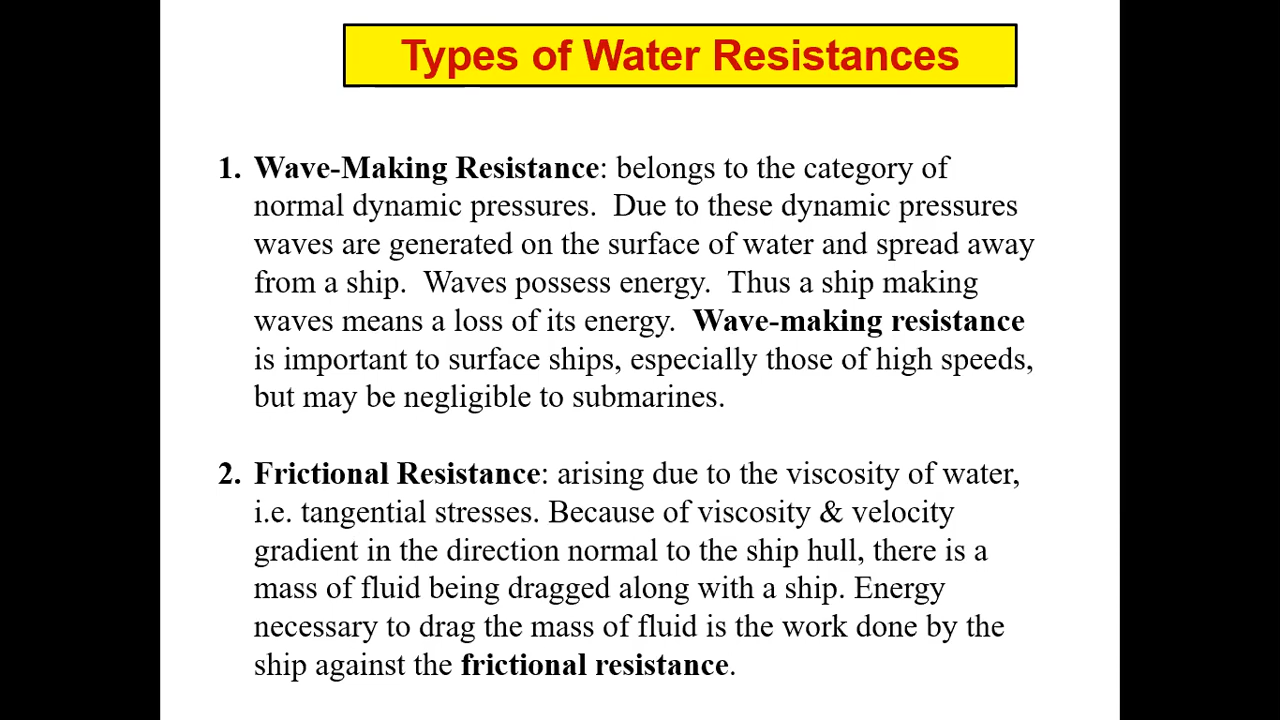 Types of Water Resistances
1. Wave-Making Resistance: belongs to the category of
normal dynamic pressures. Due to these dynamic pressures
waves are generated on the surface of water and spread away
from a ship. Waves possess energy. Thus a ship making
waves means a loss of its energy. Wave-making resistance
is important to surface ships, especially those of high speeds,
but may be negligible to submarines.
2. Frictional Resistance: arising due to the viscosity of water,
i.e. tangential stresses. Because of viscosity & velocity
gradient in the direction normal to the ship hull, there is a
mass of fluid being dragged along with a ship. Energy
necessary to drag the mass of fluid is the work done by the
ship against the frictional resistance.